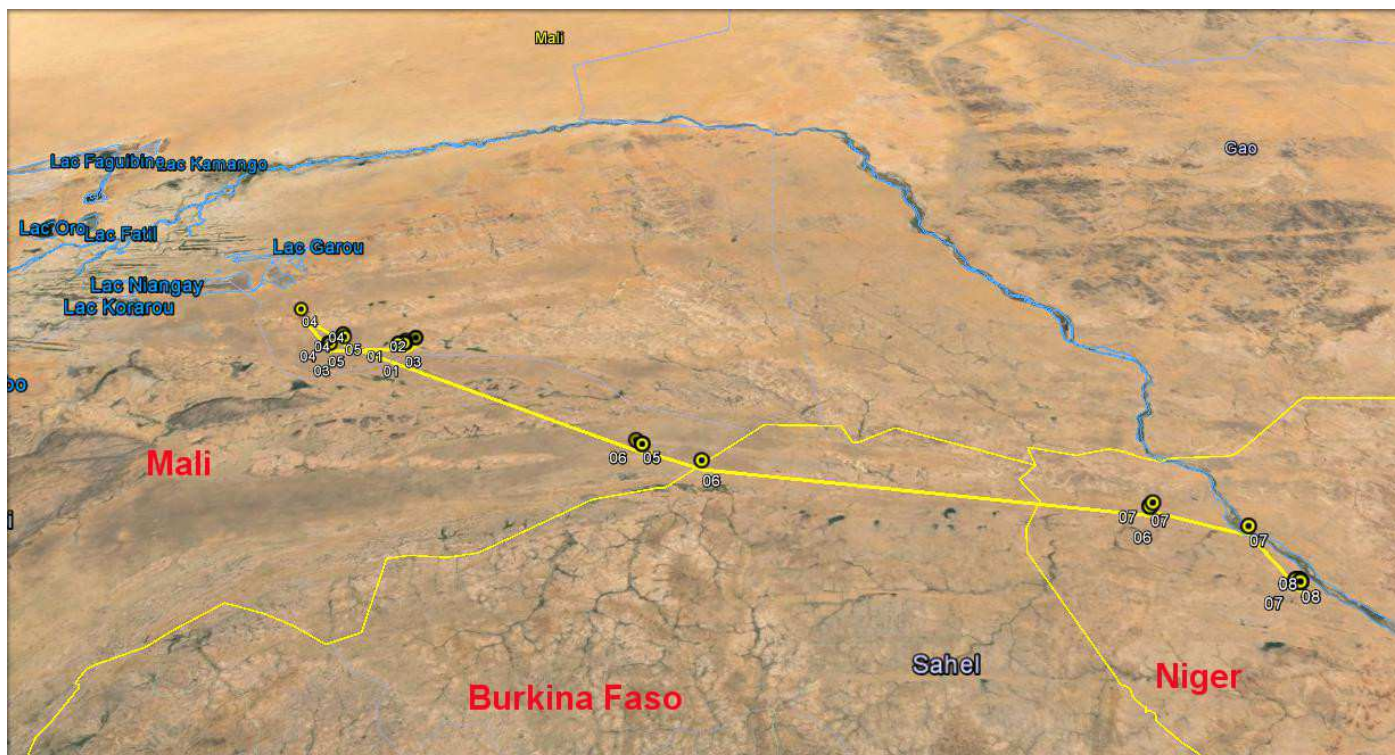 Mali
Gao
Lac Faguibine
Lac Kamango
Lac Oro
Lac Fatil
Lac Garou
Lac Niangay
Lac Korarou
04
04
04
04
05
05
03
01
01
02
03
Mali
06
05
06
07
07
06
07
08
08
07
Sahel
Niger
Burkina Faso